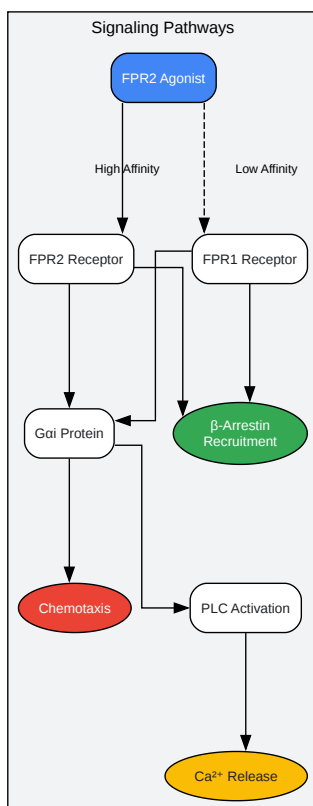 Signaling Pathways
FPR2 Agonist
High Affinity
Low Affinity
FPR2 Receptor
FPR1 Receptor
Gαi Protein
β-Arrestin
Recruitment
Chemotaxis
PLC Activation
Ca²⁺ Release